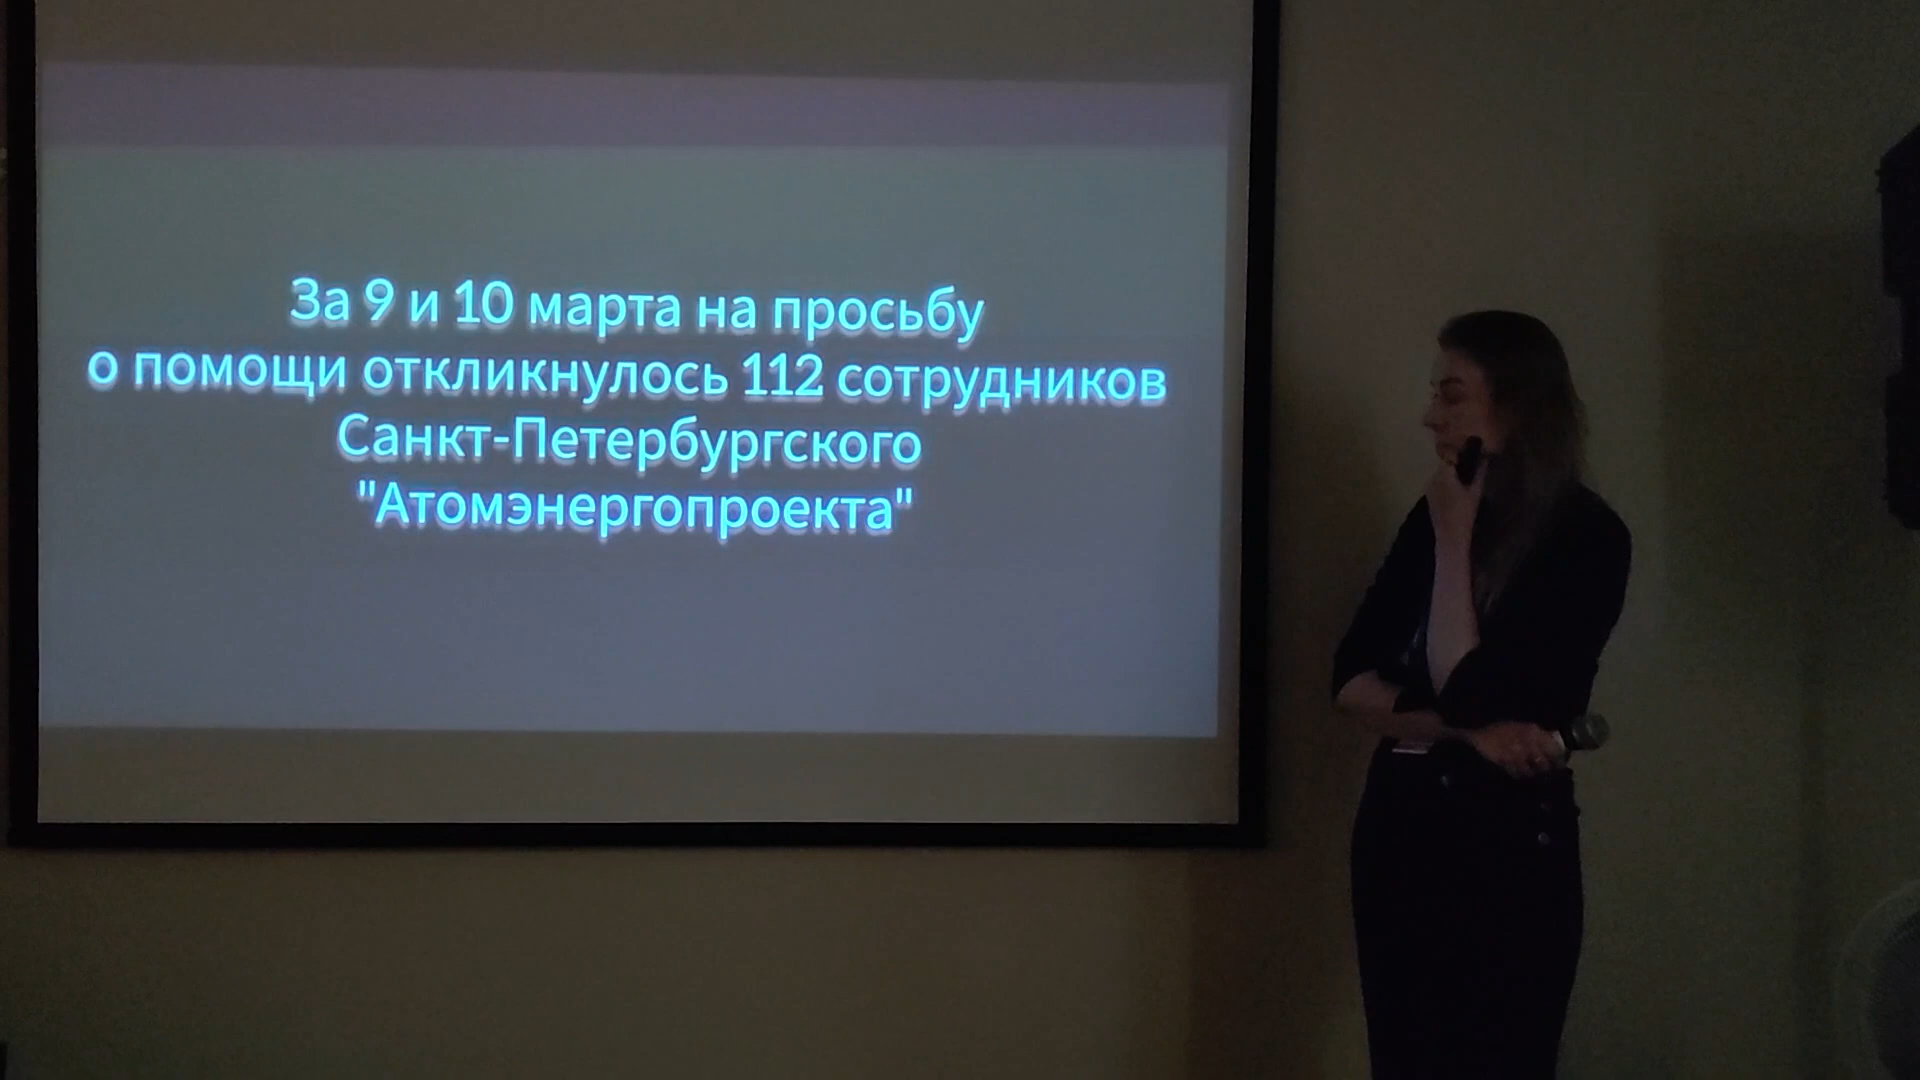 За 9 и 10 марта на просьбу
о помощи откликнулось 112 сотрудников
Санкт-Петербургского
"Атомэнергопроекта"